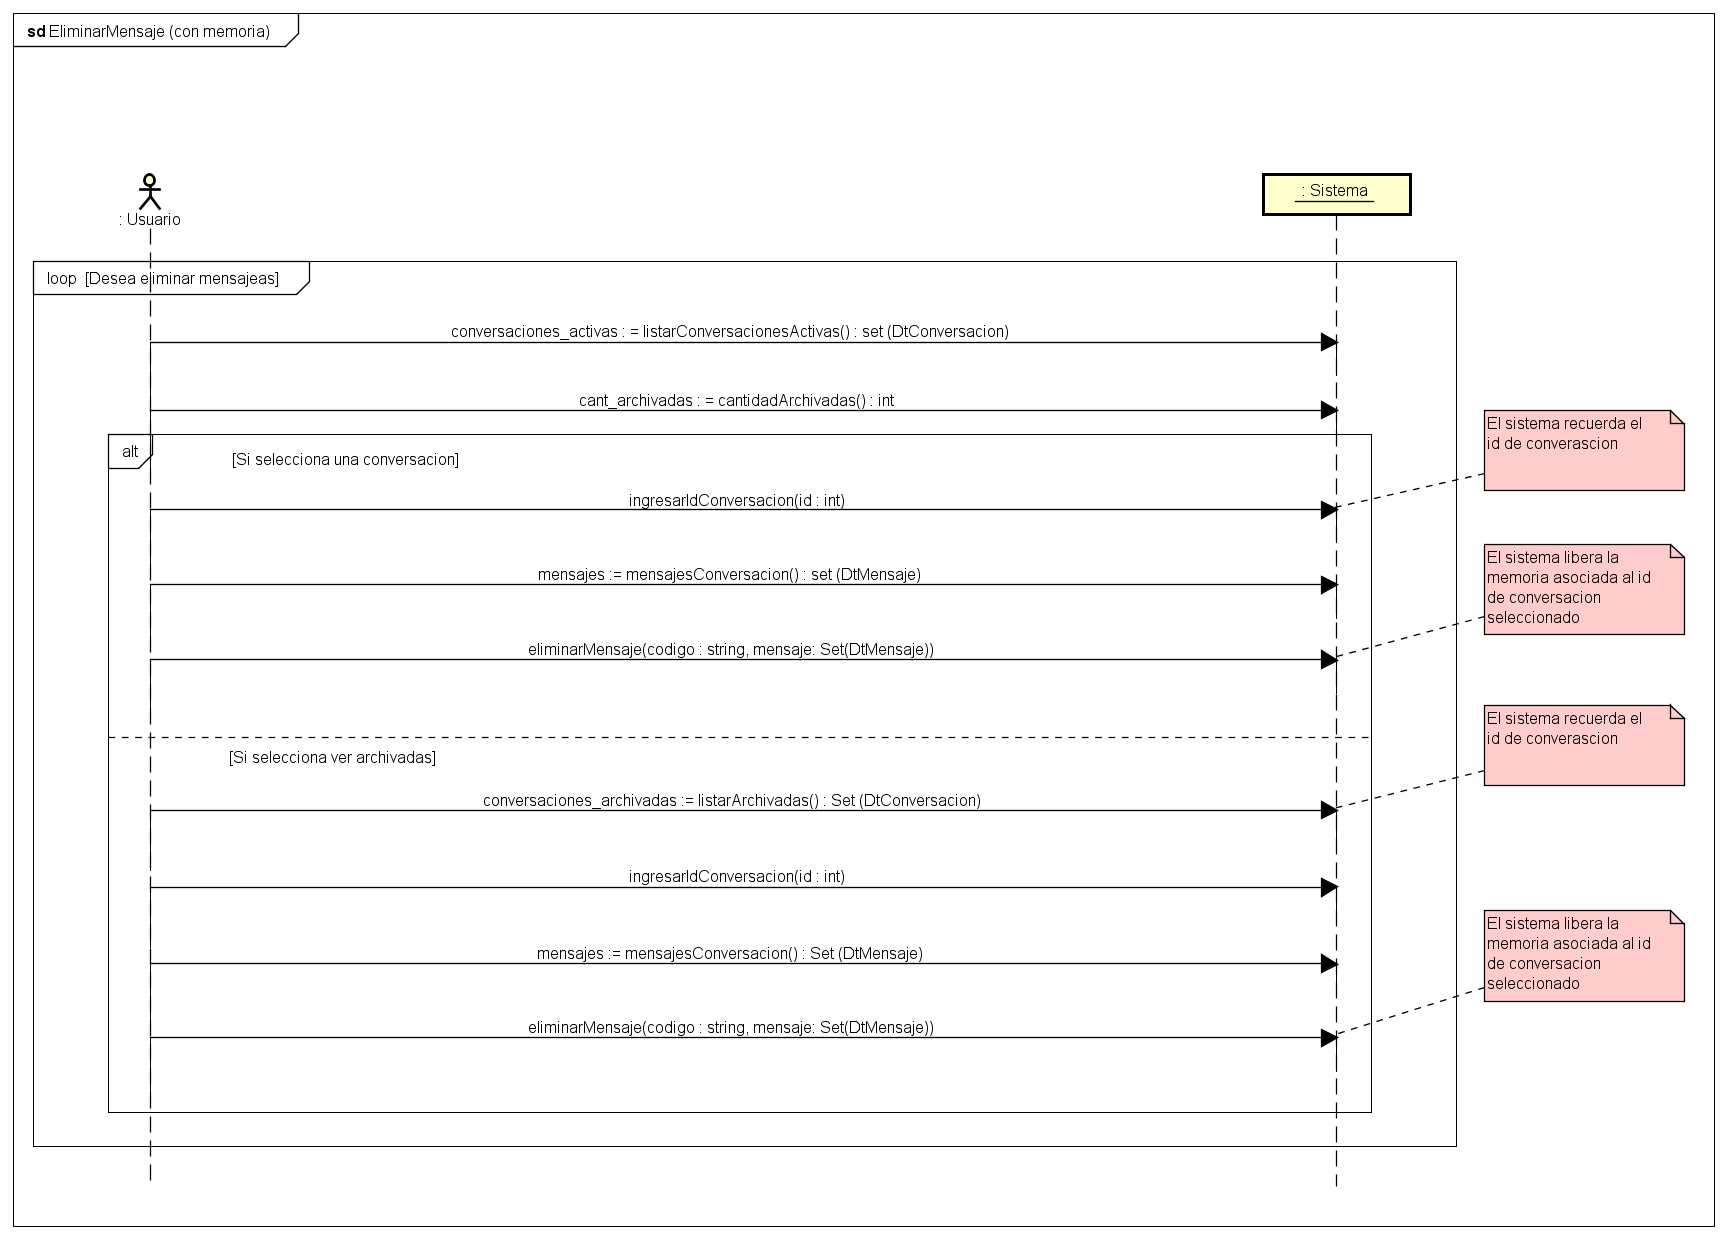 sd EliminarMensaje (con memoria)
: Usuario
: Sistema
loop [Desea eliminar mensajeas]
conversaciones_activas : = listarConversacionesActivas() : set (DtConversacion)
cant_archivadas : = cantidadArchivadas() : int
El sistema recuerda el
id de converascion
alt
[Si selecciona una conversacion]
ingresarIdConversacion(id : int)
El sistema libera la
memoria asociada al id
de conversacion
seleccionado
mensajes := mensajesConversacion() : set (DtMensaje)
eliminarMensaje(codigo : string, mensaje: Set(DtMensaje))
El sistema recuerda el
id de converascion
[Si selecciona ver archivadas]
conversaciones_archivadas := listarArchivadas() : Set (DtConversacion)
ingresarIdConversacion(id : int)
El sistema libera la
memoria asociada al id
de conversacion
seleccionado
mensajes := mensajesConversacion() : Set (DtMensaje)
eliminarMensaje(codigo : string, mensaje: Set(DtMensaje))